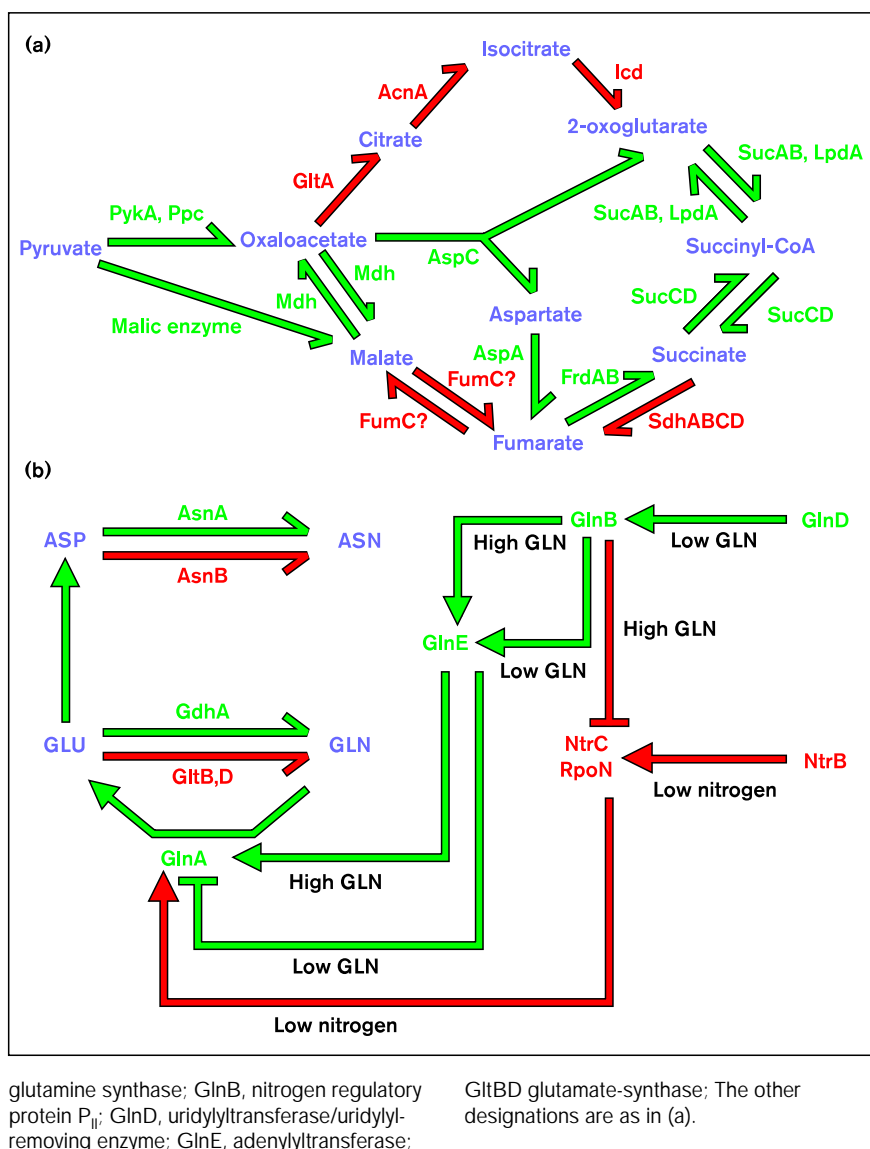 (a)
Isocitrate
Icd
AcnA
2-oxoglutarate
Citrate
SucAB, LpdA
GltA
SucAB, LpdA
PykA, Ppc
Pyruvate
Oxaloacetate
AspC
Succinyl-CoA
Mdh
Mdh
SucCD
SucCD
Malic enzyme
Aspartate
Malate
AspA
Succinate
FumC?
FrdAB
FumC?
SdhABCD
Fumarate
(b)
AsnA
ASP
ASN
AsnB
GlnB
GlnD
High GLN
Low GLN
GlnE
Low GLN
High GLN
GdhA
GLU
GLN
GltB,D
NtrC
RpoN
NtrB
Low nitrogen
GlnA
High GLN
Low GLN
Low nitrogen
glutamine synthase; GlnB, nitrogen regulatory
protein PII; GlnD, uridylyltransferase/uridylyl-
removing enzyme; GlnE, adenylyltransferase;
GltBD glutamate-synthase; The other
designations are as in (a).